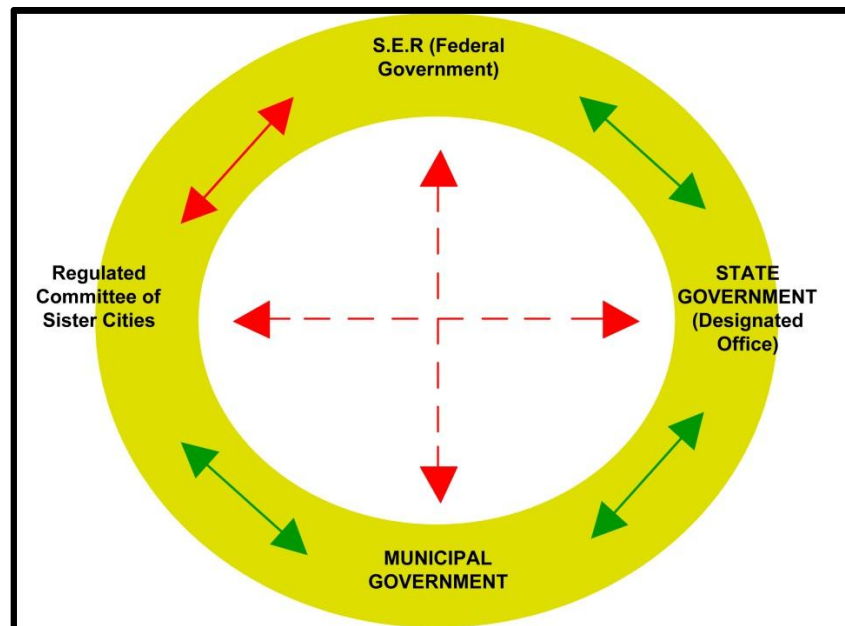 S.E.R (Federal
Government)
Regulated
Committee of
Sister Cities
STATE
GOVERNMENT
(Designated
Office)
MUNICIPAL
GOVERNMENT